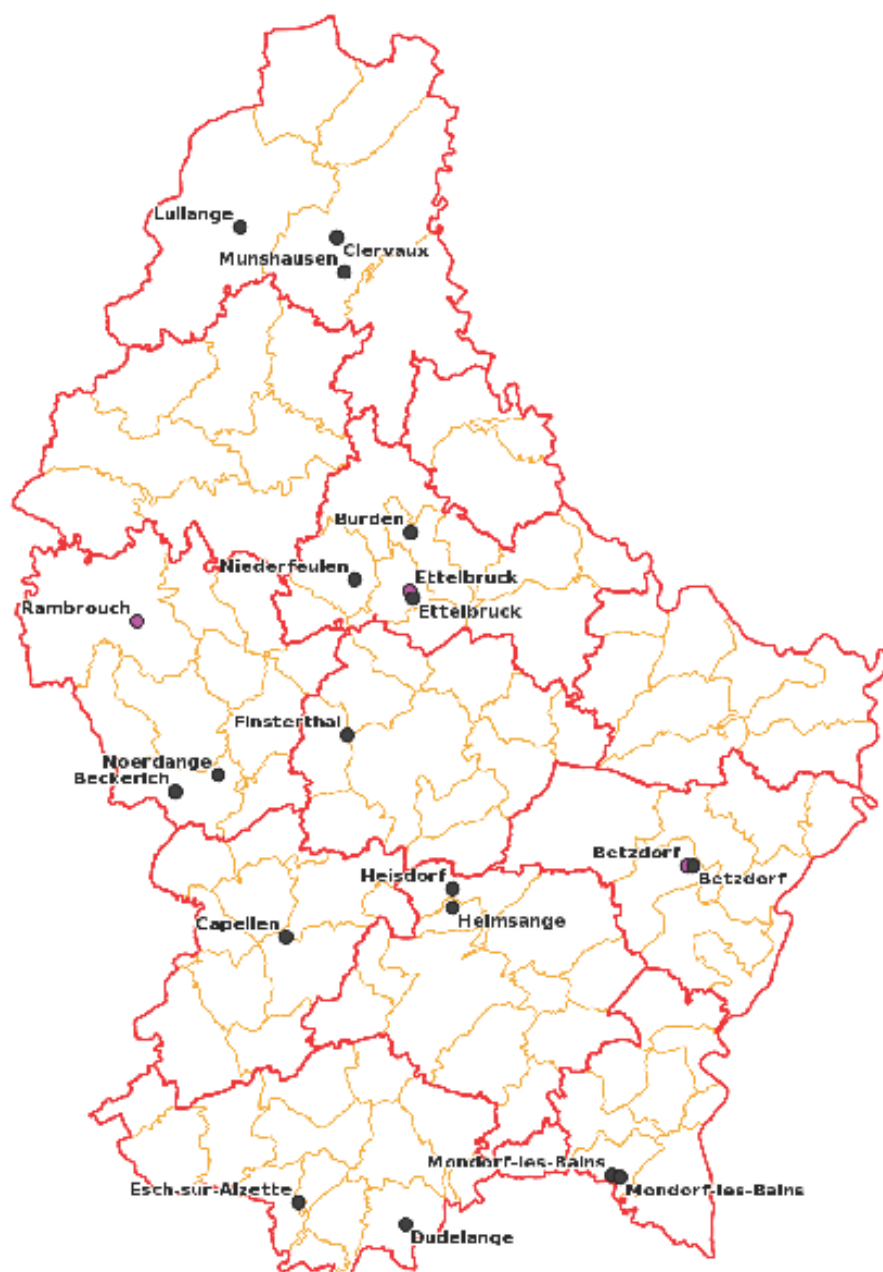 Lullange
Clervaux
Munshausen
Burden
Niederfeulen
Ettelbruck
Rambrouch
Ettelbruck
Finsterthal
Noerdange
Beckerich
Betzdorf
Heisdorf
Betzdorf
Helmsange
Capellen
Mondorf-les-Bains
Esch-sur-Alzette
Mondorf-les-Bains
Dudelange